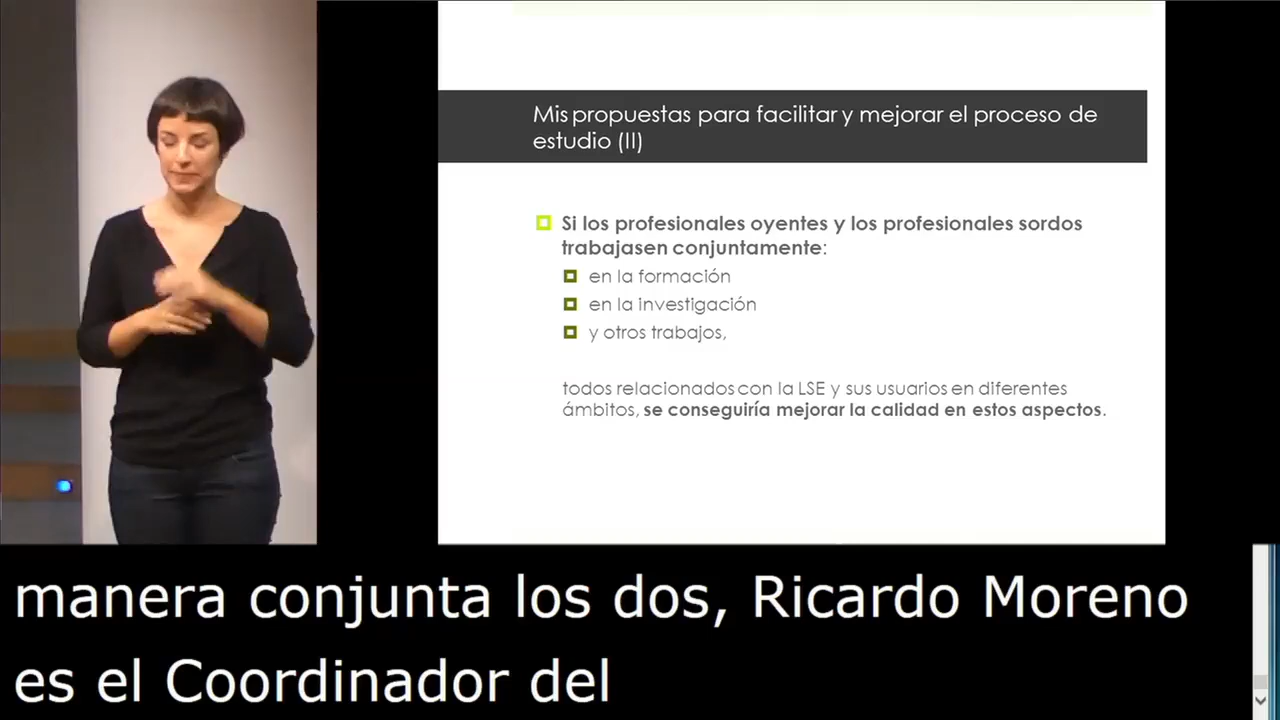 Mis propuestas para facilitar y mejorar el proceso de
estudio (II)
Si los profesionales oyentes y los profesionales sordos
trabajasen conjuntamente:
en la formación
en la investigación
y otros trabajos,
todos relacionados con la LSE y sus usuarios en diferentes
ámbitos, se conseguiría mejorar la calidad en estos aspectos.
manera conjunta los dos, Ricardo Moreno
es el Coordinador del